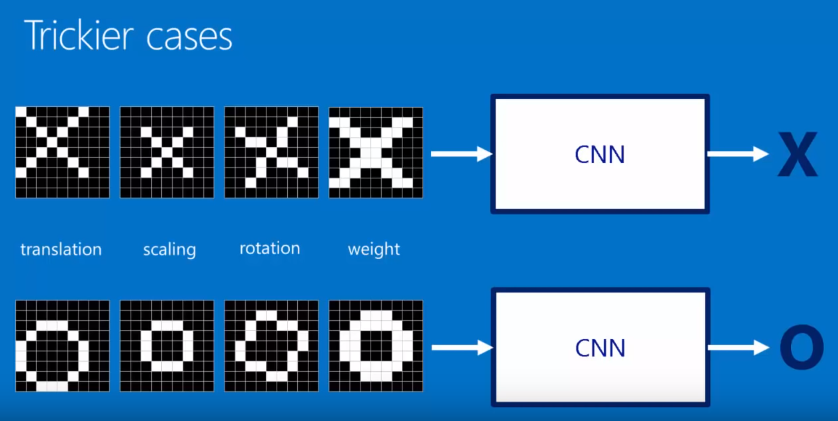 Trickier cases
CNN
X
translation scaling rotation weight
CNN
O